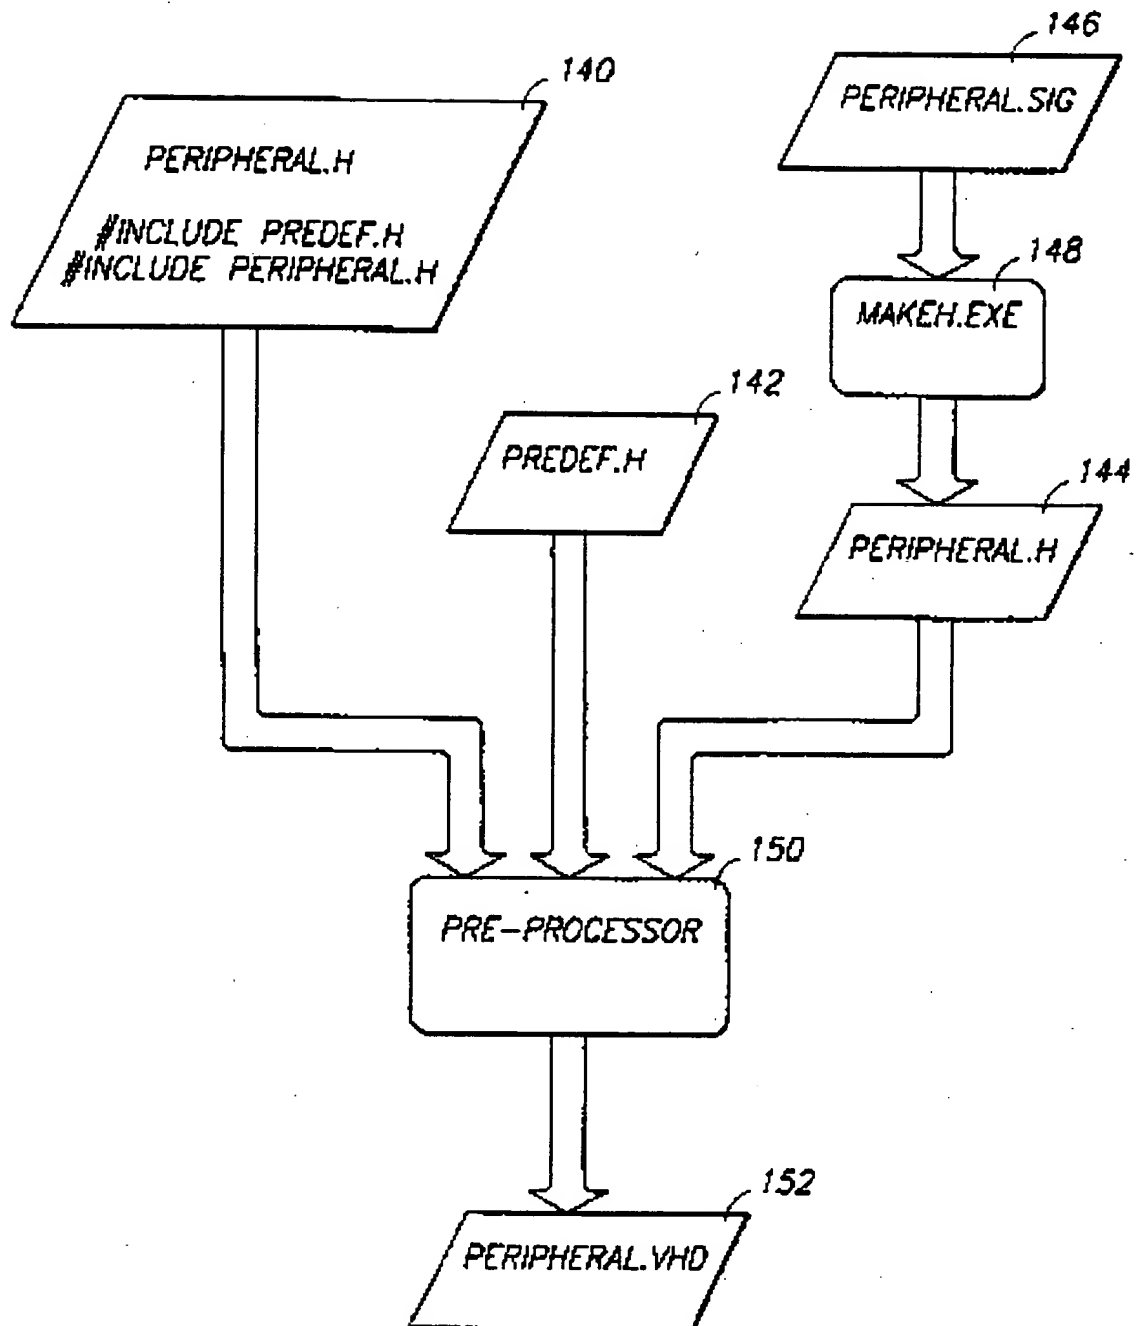 146
PERIPHERAL.SIG
140
PERIPHERAL.H
#INCLUDE PREDEF.H
#INCLUDE PERIPHERAL.H
148
MAKEH.EXE
142
PREDEF.H
144
PERIPHERAL.H
150
PRE-PROCESSOR
152
PERIPHERAL.VHD